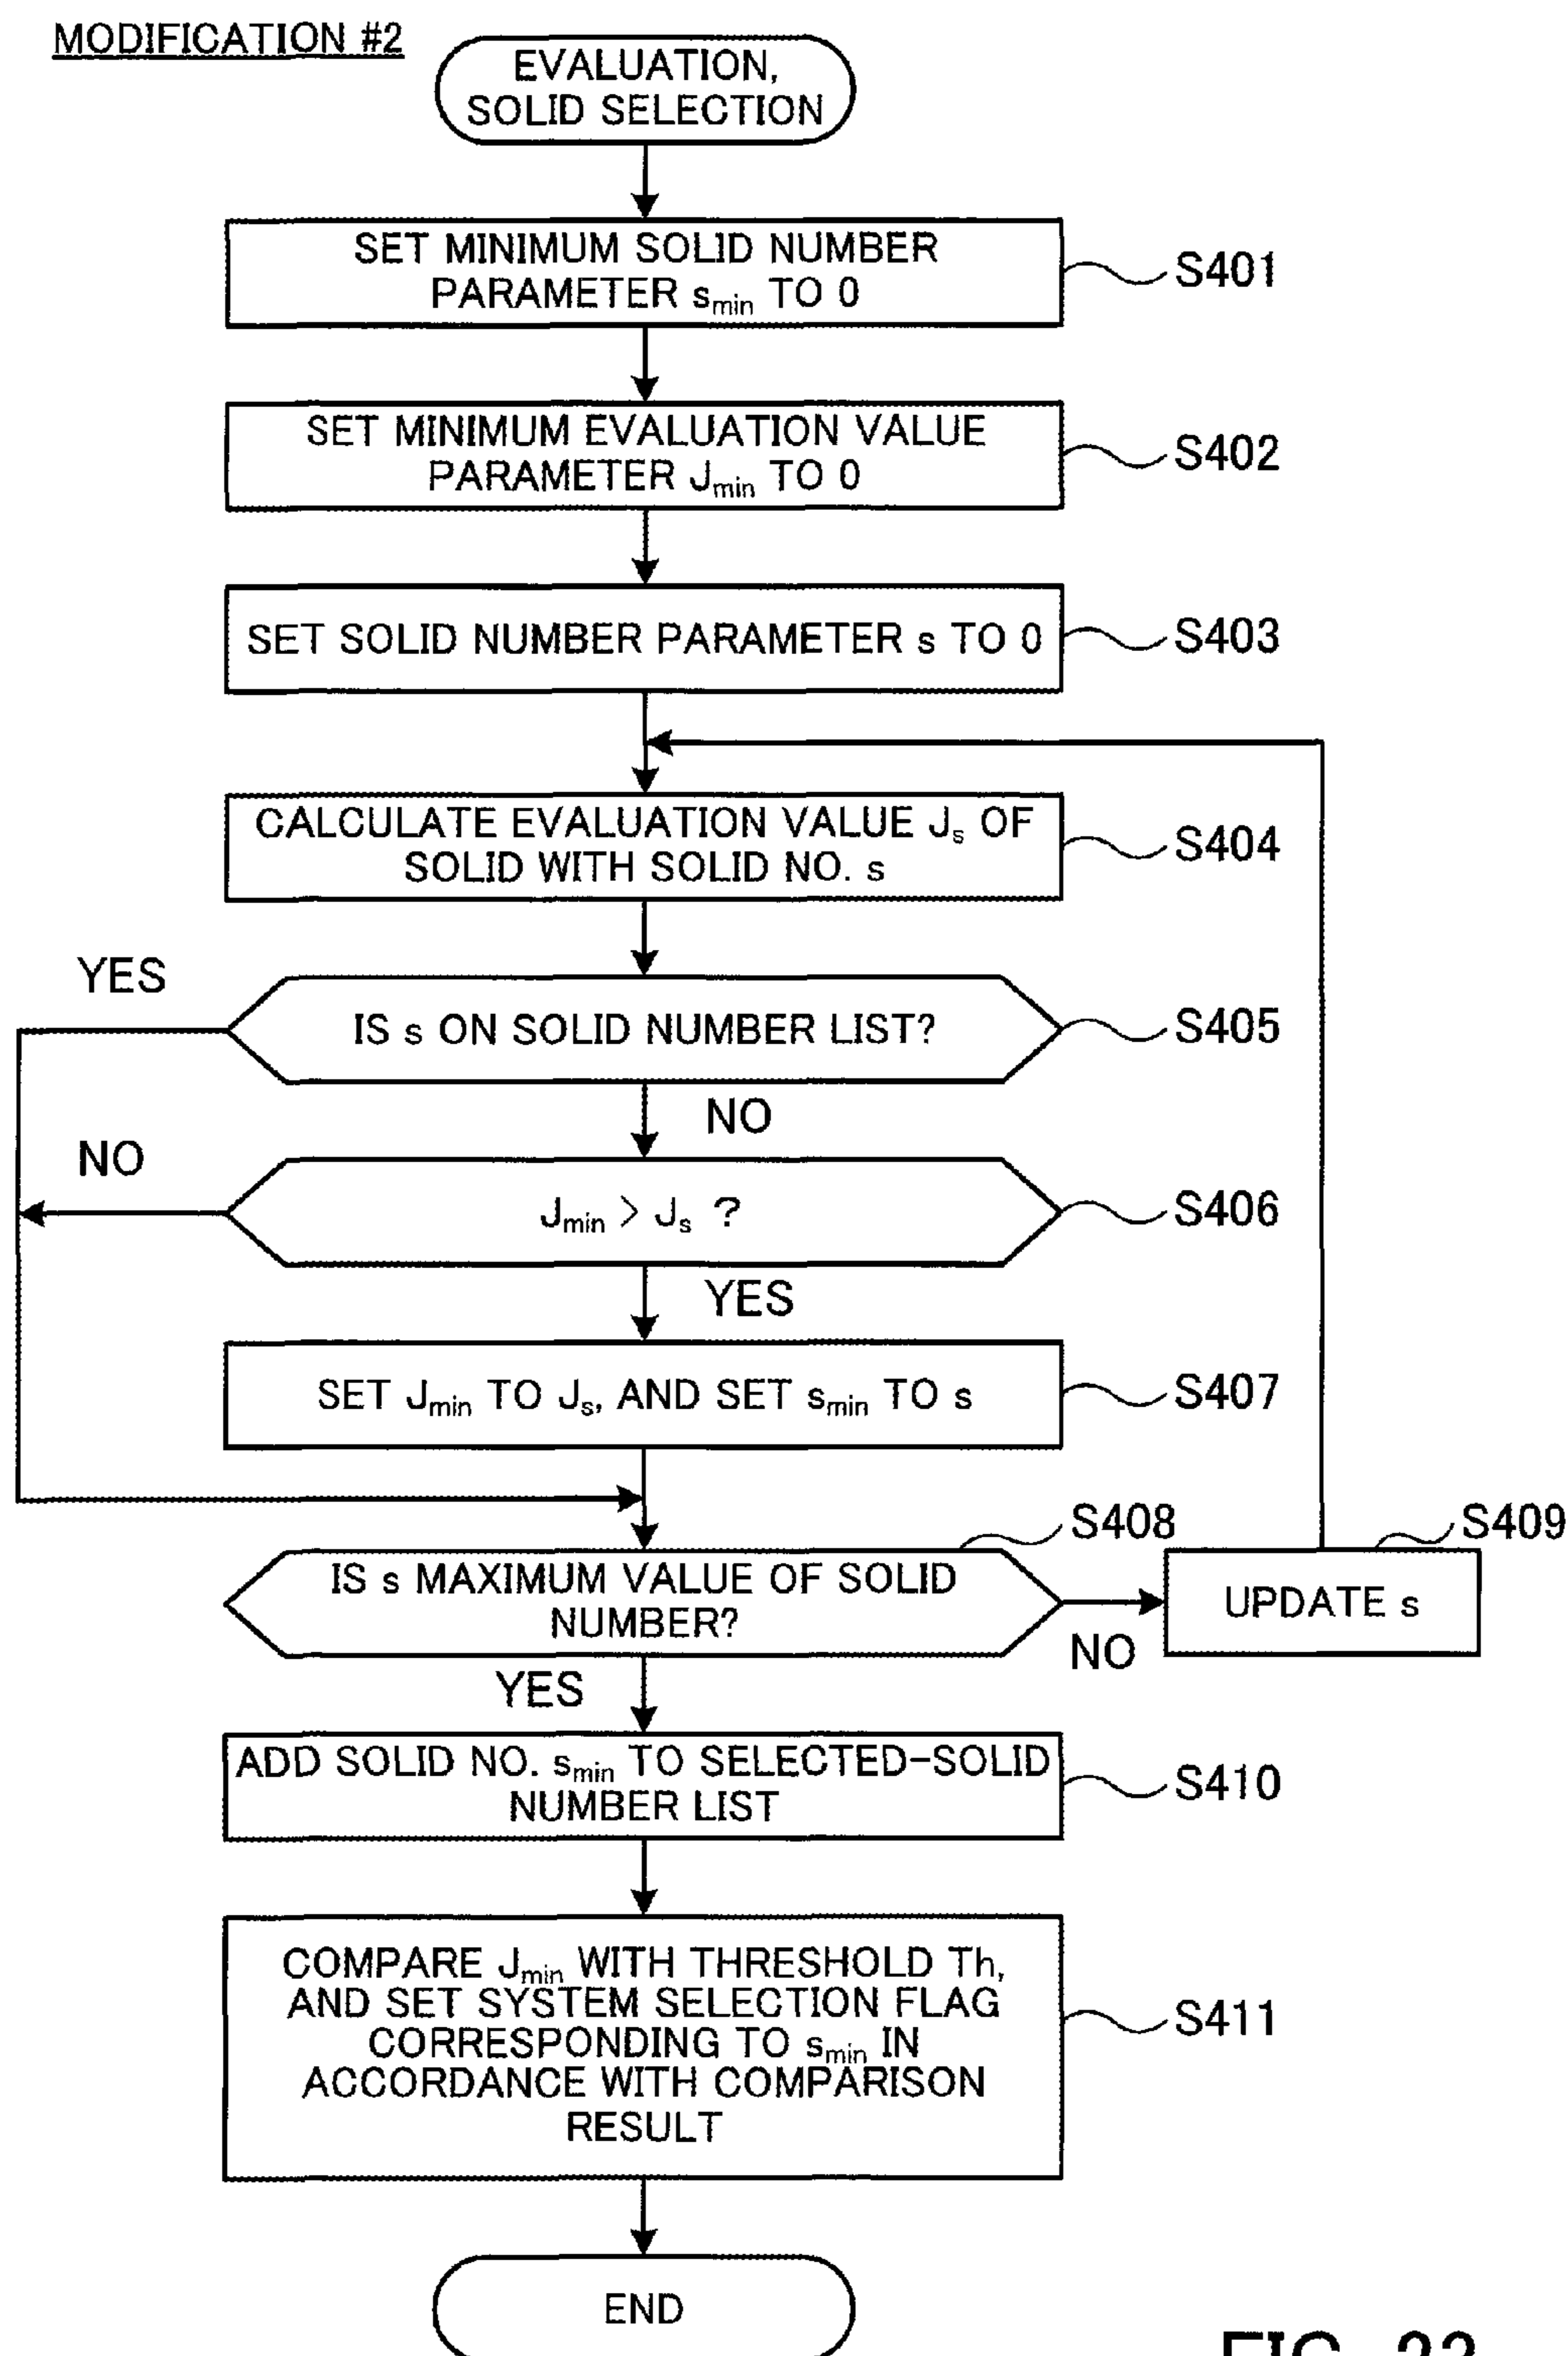 MODIFICATION #2
EVALUATION,
SOLID SELECTION
SET MINIMUM SOLID NUMBER
PARAMETER smin TO 0
S401
SET MINIMUM EVALUATION VALUE
PARAMETER Jmin TO 0
S402
SET SOLID NUMBER PARAMETER s TO 0
S403
CALCULATE EVALUATION VALUE Js OF
SOLID WITH SOLID NO. s
S404
YES
IS s ON SOLID NUMBER LIST?
S405
NO
NO
Jmin > Js ?
S406
YES
SET Jmin TO Js, AND SET smin TO s
S407
S408
S409
IS s MAXIMUM VALUE OF SOLID
NUMBER?
UPDATE s
NO
YES
ADD SOLID NO. smin TO SELECTED-SOLID
NUMBER LIST
S410
COMPARE Jmin WITH THRESHOLD Th,
AND SET SYSTEM SELECTION FLAG
CORRESPONDING TO smin IN
ACCORDANCE WITH COMPARISON
RESULT
S411
END
FIG.